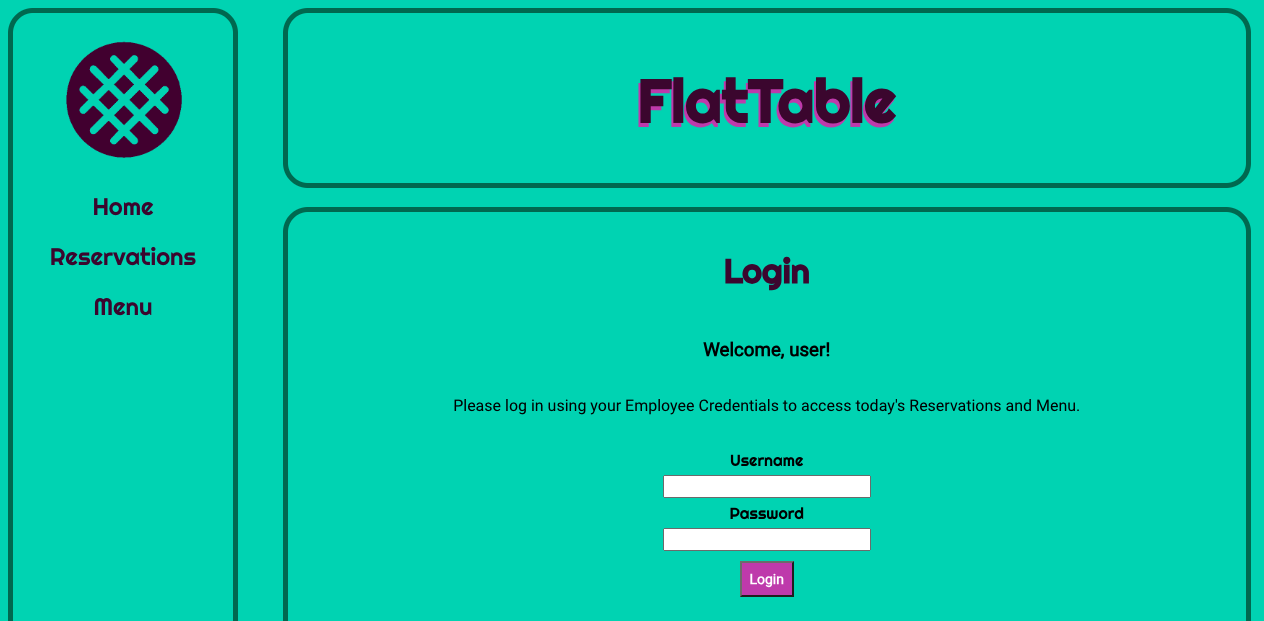 Home
Reservations
Menu
FlatTable
Login
Welcome, user!
Please log in using your Employee Credentials to access today's Reservations and Menu.
Username
Password
Login